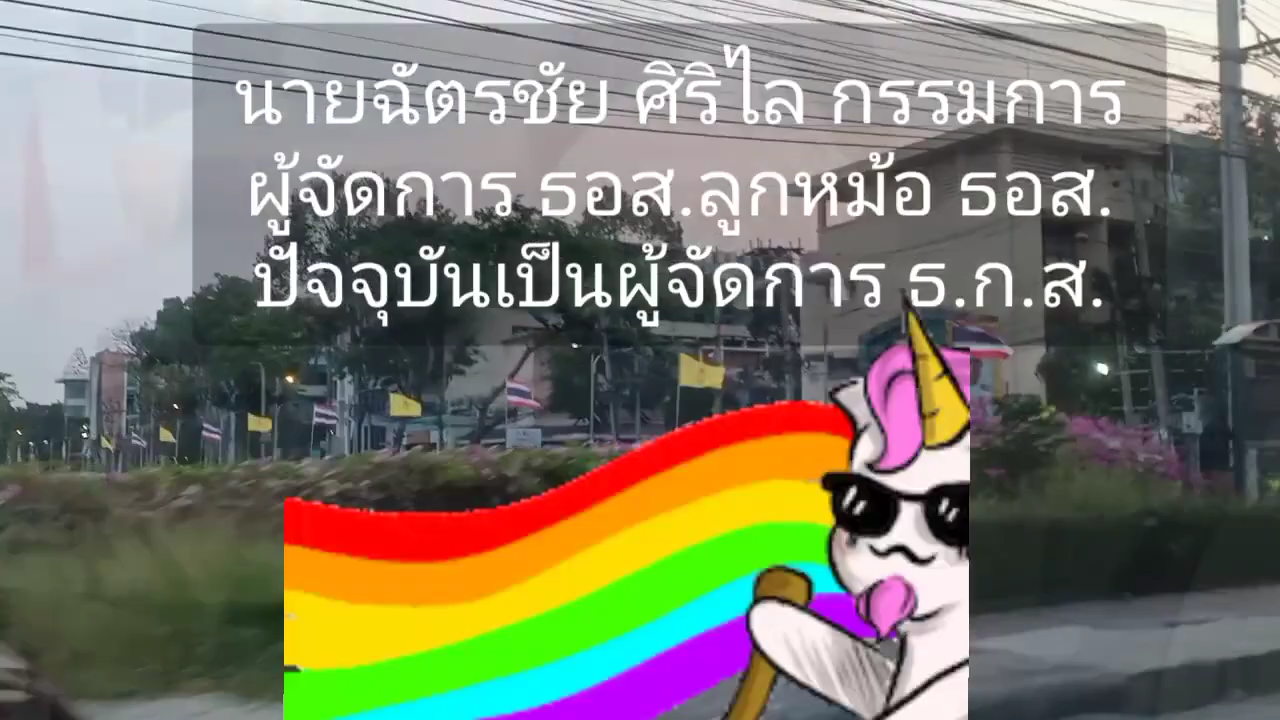 นายฉัตรชัย ศิริไล กรรมการ
ผู้จัดการ ธอส.ลูกหม้อ ธอส.
ปัจจุบันเป็นผู้จัดการ ธ.ก.ส.